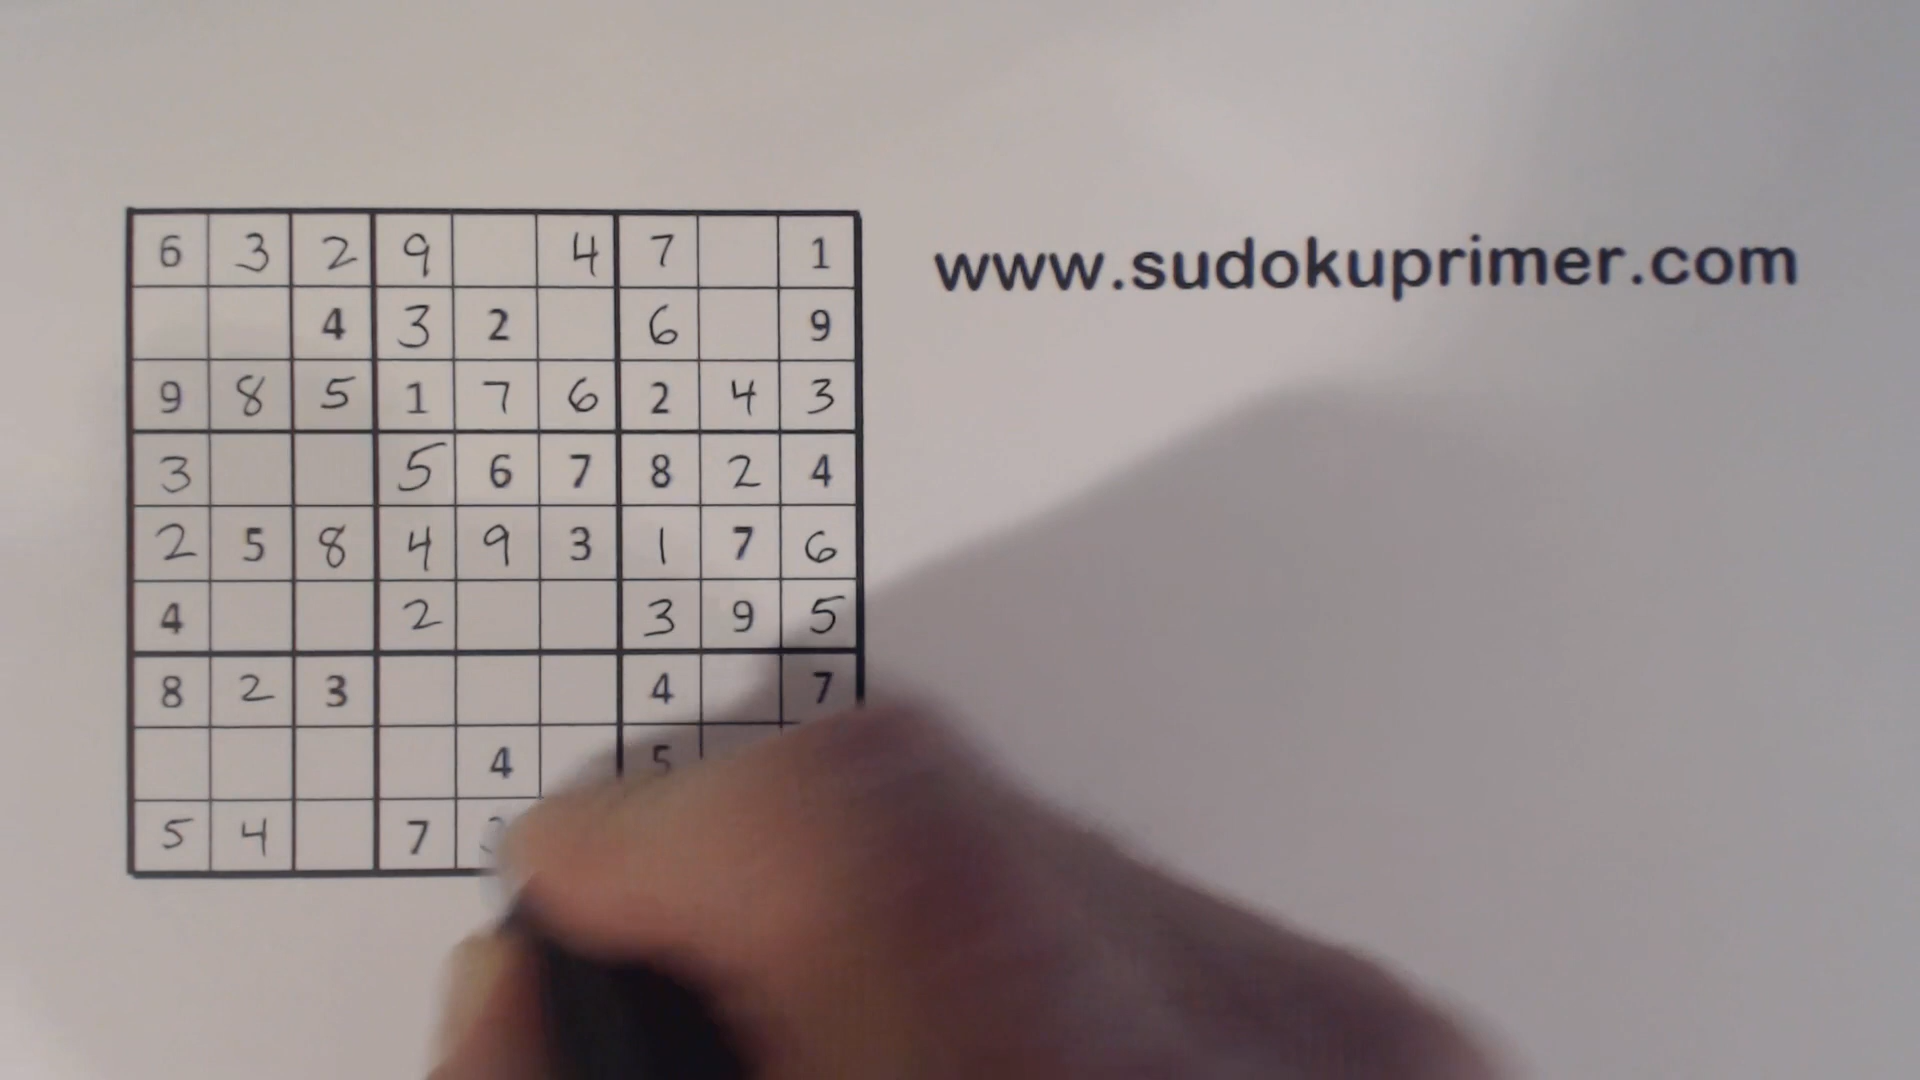 www.sudokuprimer.com
6 3 2 9 4 7 1
4 3 2 6 9
9 8 5 1 7 6 2 4 3
3 5 6 7 8 2 4
2 5 8 4 9 3 1 7 6
4 2 3 9 5
8 2 3 4 7
4 5
5 4 7